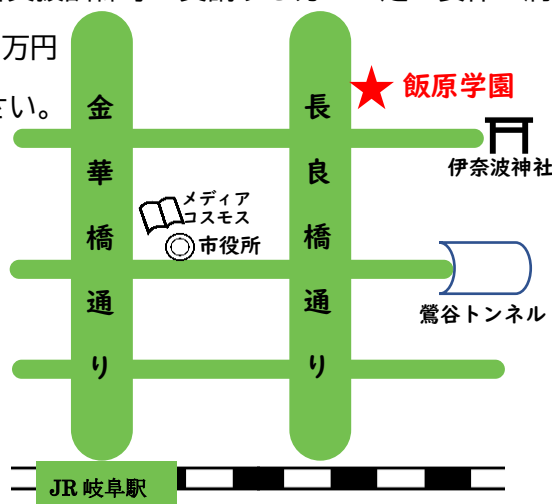 万円
さい。
飯原学園
金華橋通り
長良橋通り
伊奈波神社
メディア
コスモス
市役所
鶯谷トンネル
JR岐阜駅